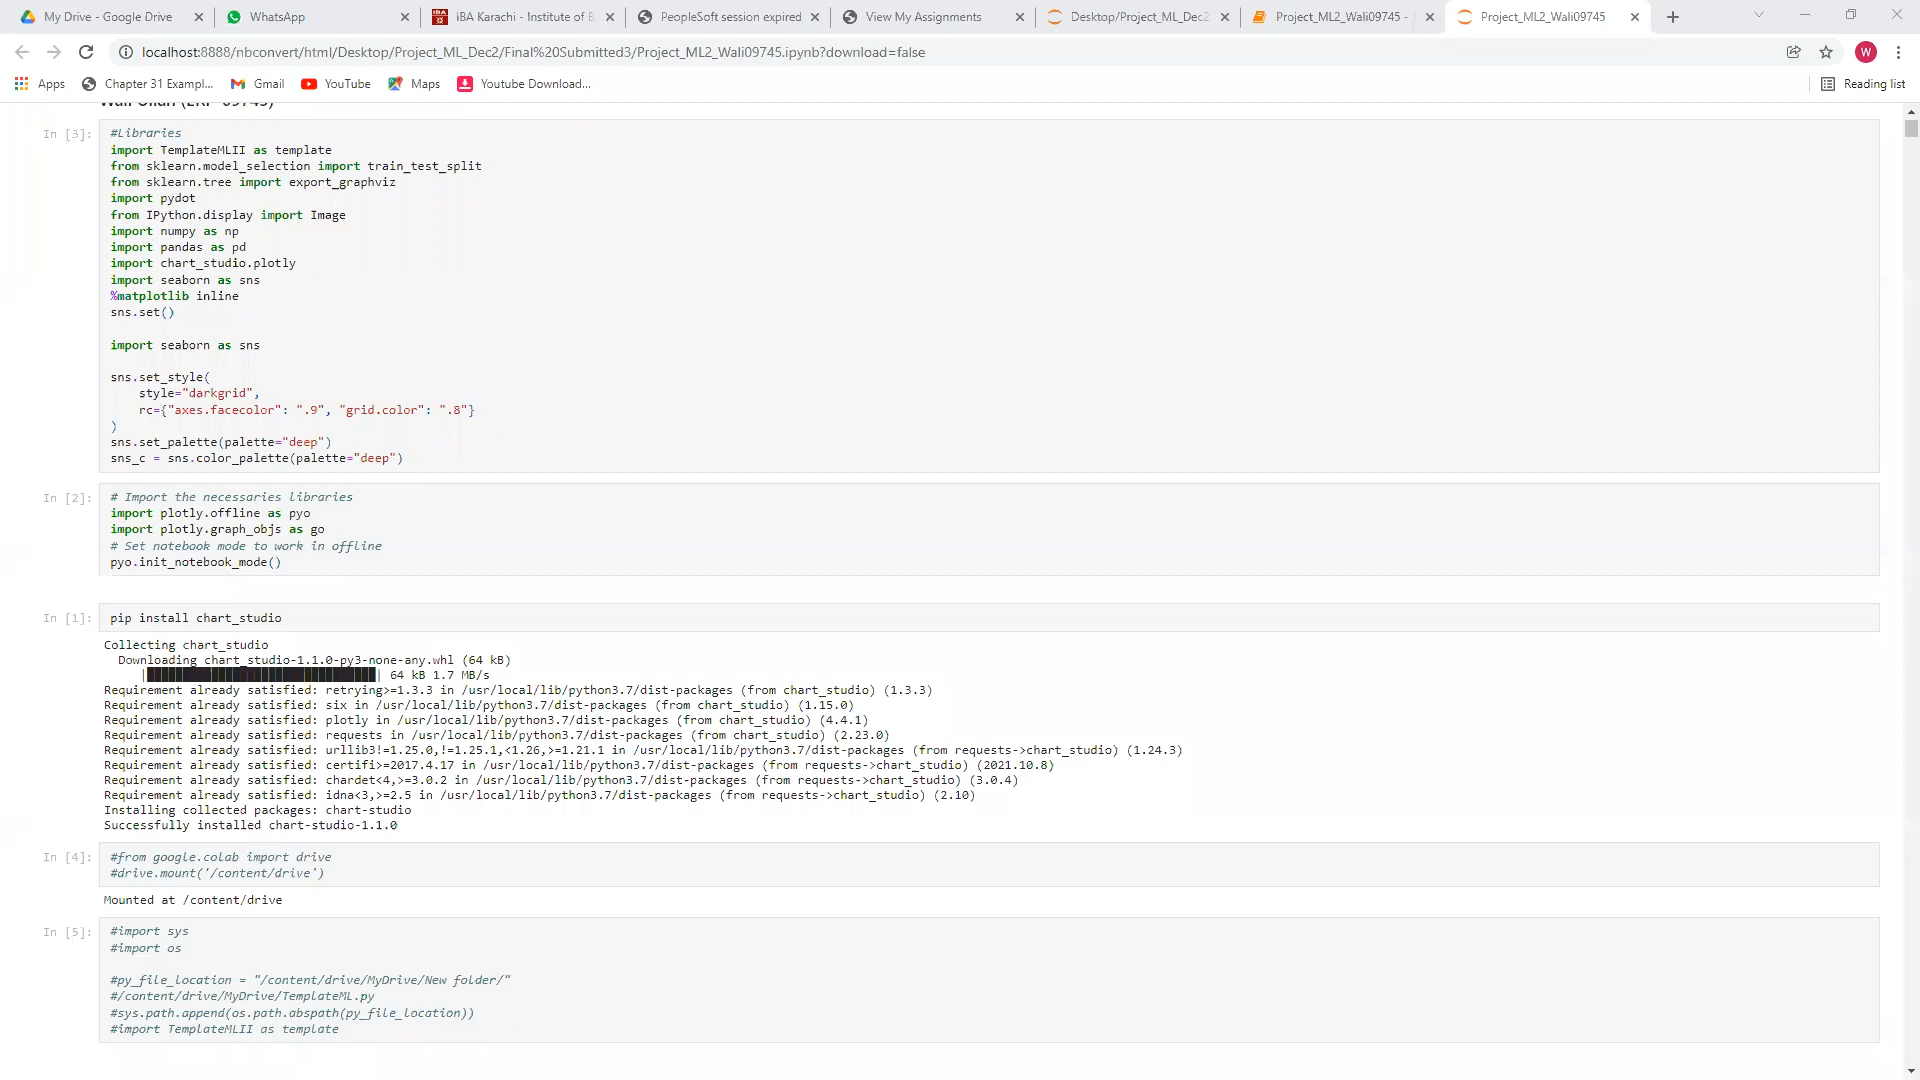 My Drive - Google Drive
WhatsApp
IBA Karachi - Institute of B
PeopleSoft session expired
View My Assignments
Desktop/Project_ML_Dec2
Project_ML2_Wali09745 -
Project_ML2_Wali09745
localhost:8888/nbconvert/html/Desktop/Project_ML_Dec2/Final%20Submitted3/Project_ML2_Wali09745.ipynb?download=false
W
Apps
Chapter 31 Exampl...
Gmail
YouTube
Maps
Youtube Download...
Reading list
Wali Ullah (ERP 09745)
In [3]:
#Libraries
import TemplateMLII as template
from sklearn.model_selection import train_test_split
from sklearn.tree import export_graphviz
import pydot
from IPython.display import Image
import numpy as np
import pandas as pd
import chart_studio.plotly
import seaborn as sns
%matplotlib inline
sns.set()
import seaborn as sns
sns.set_style(
style="darkgrid",
rc={"axes.facecolor": ".9", "grid.color": ".8"}
)
sns.set_palette(palette="deep")
sns_c = sns.color_palette(palette="deep")
In [2]:
# Import the necessaries libraries
import plotly.offline as pyo
import plotly.graph_objs as go
# Set notebook mode to work in offline
pyo.init_notebook_mode()
In [1]:
pip install chart_studio
Collecting chart_studio
Downloading chart_studio-1.1.0-py3-none-any.whl (64 kB)
|████████████████████████████████| 64 kB 1.7 MB/s
Requirement already satisfied: retrying>=1.3.3 in /usr/local/lib/python3.7/dist-packages (from chart_studio) (1.3.3)
Requirement already satisfied: six in /usr/local/lib/python3.7/dist-packages (from chart_studio) (1.15.0)
Requirement already satisfied: plotly in /usr/local/lib/python3.7/dist-packages (from chart_studio) (4.4.1)
Requirement already satisfied: requests in /usr/local/lib/python3.7/dist-packages (from chart_studio) (2.23.0)
Requirement already satisfied: urllib3!=1.25.0,!=1.25.1,<1.26,>=1.21.1 in /usr/local/lib/python3.7/dist-packages (from requests->chart_studio) (1.24.3)
Requirement already satisfied: certifi>=2017.4.17 in /usr/local/lib/python3.7/dist-packages (from requests->chart_studio) (2021.10.8)
Requirement already satisfied: chardet<4,>=3.0.2 in /usr/local/lib/python3.7/dist-packages (from requests->chart_studio) (3.0.4)
Requirement already satisfied: idna<3,>=2.5 in /usr/local/lib/python3.7/dist-packages (from requests->chart_studio) (2.10)
Installing collected packages: chart-studio
Successfully installed chart-studio-1.1.0
In [4]:
#from google.colab import drive
#drive.mount('/content/drive')
Mounted at /content/drive
In [5]:
#import sys
#import os
#py_file_location = "/content/drive/MyDrive/New folder/"
#/content/drive/MyDrive/TemplateML.py
#sys.path.append(os.path.abspath(py_file_location))
#import TemplateMLII as template